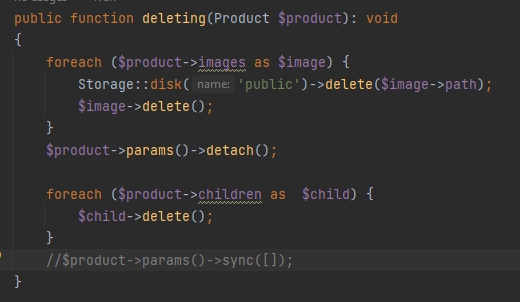 public function deleting(Product $product): void
{
foreach ($product->images as $image) {
Storage::disk( name: 'public')->delete($image->path);
$image->delete();
}
$product->params()->detach();
foreach ($product->children as  $child) {
$child->delete();
}
//$product->params()->sync([]);
}